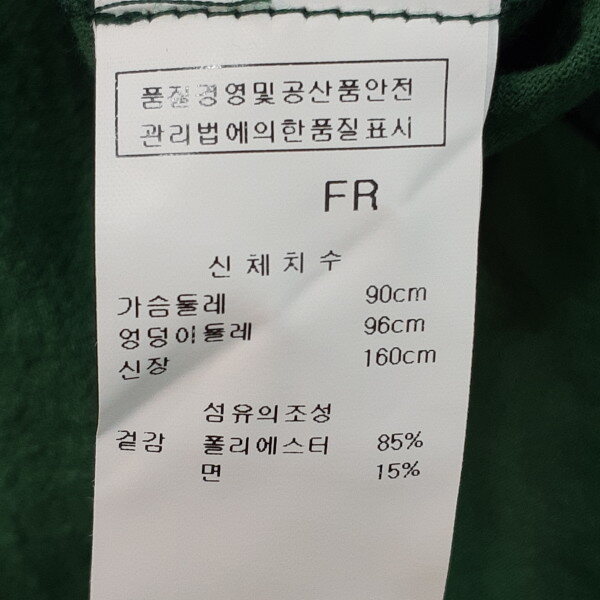 품질경영및공산품안전
관리법에의한품질표시
FR
신체치수
가슴둘레 90cm
엉덩이둘레 96cm
신장 160cm
섬유의조성
겉감 폴리에스터 85%
면 15%